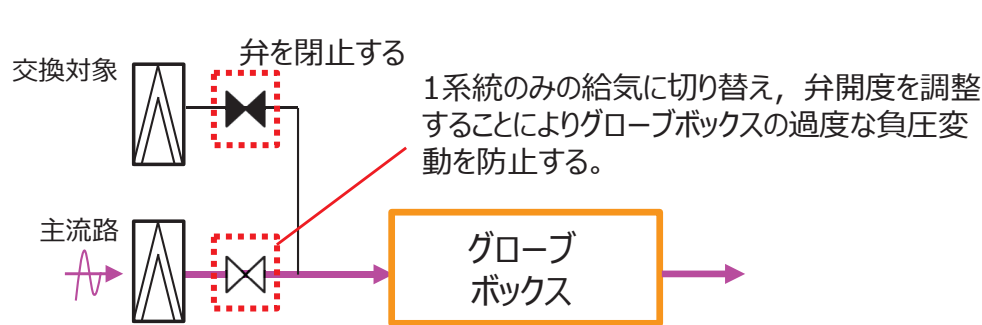 弁を閉止する
交換対象
1系統のみの給気に切り替え，弁開度を調整
することによりグローブボックスの過度な負圧変
動を防止する。
主流路
グローブ
ボックス